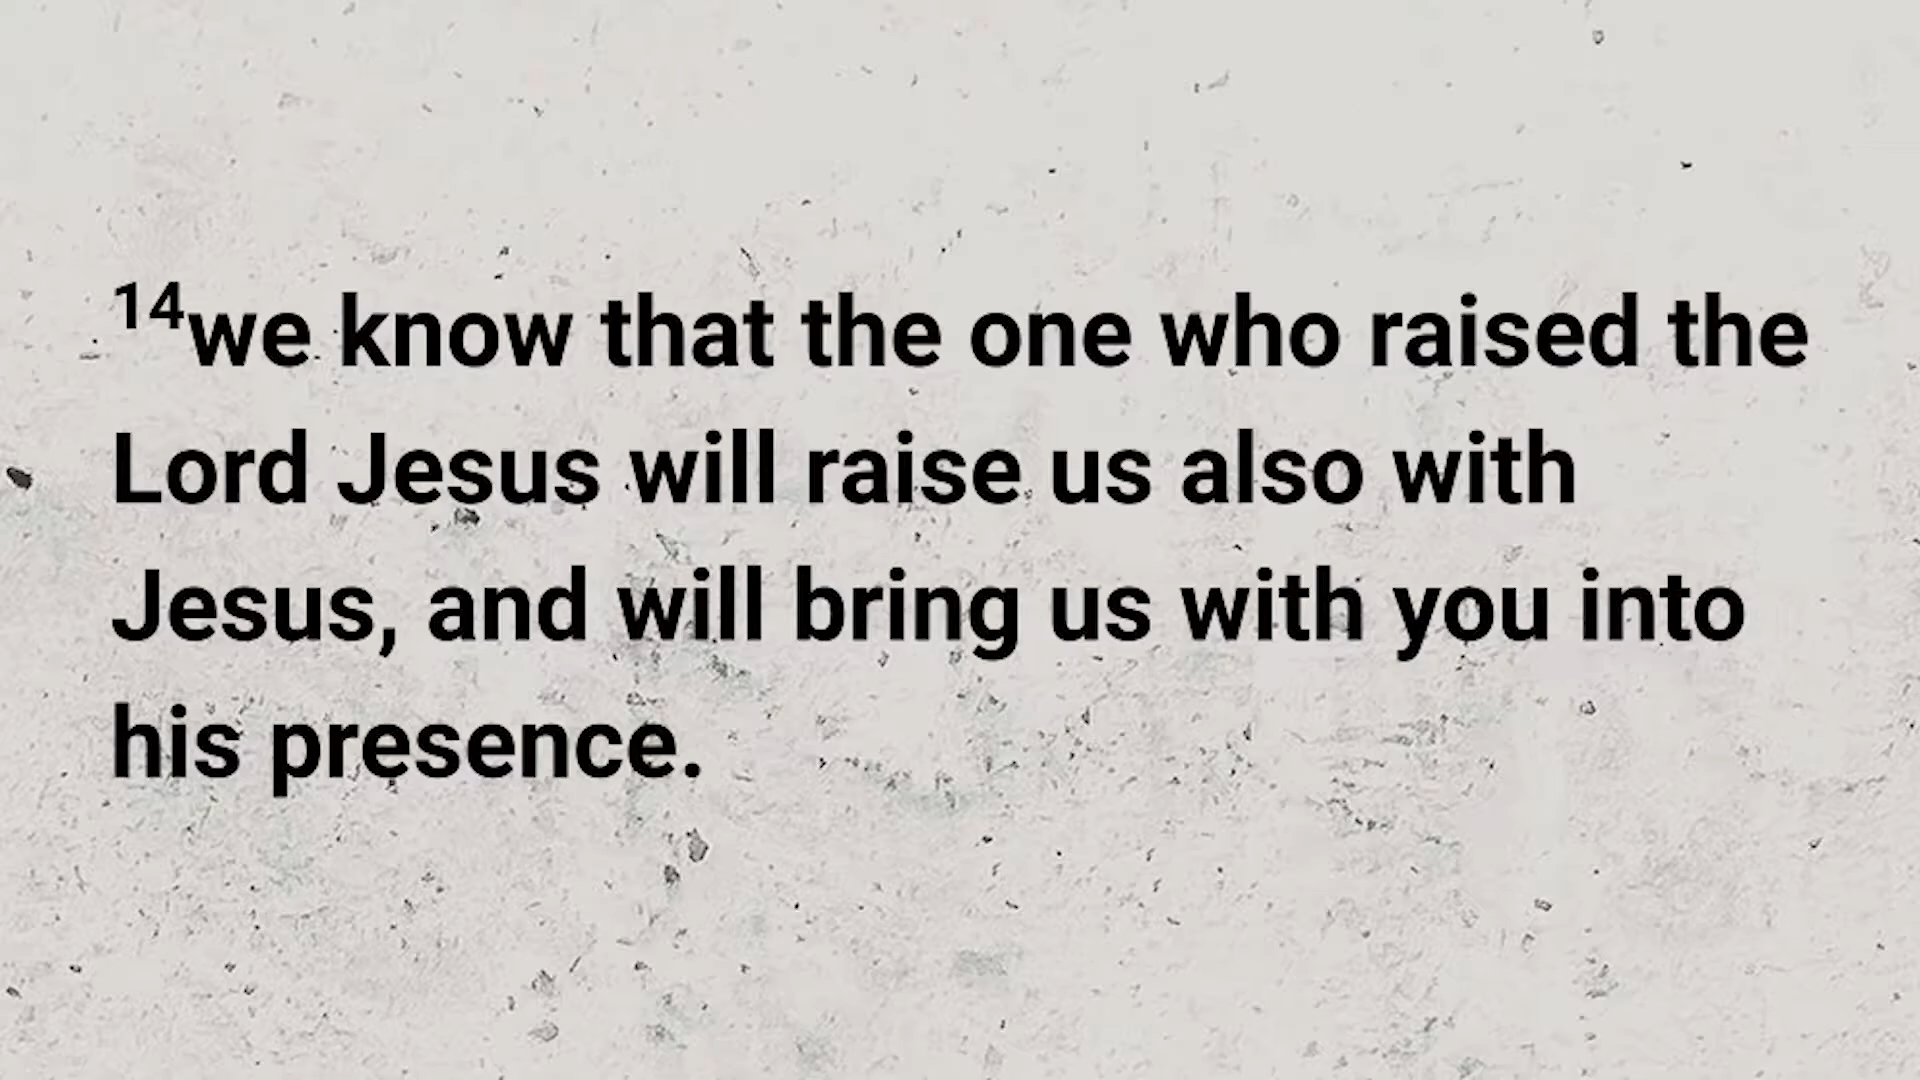 14we know that the one who raised the
Lord Jesus will raise us also with
Jesus, and will bring us with you into
his presence.